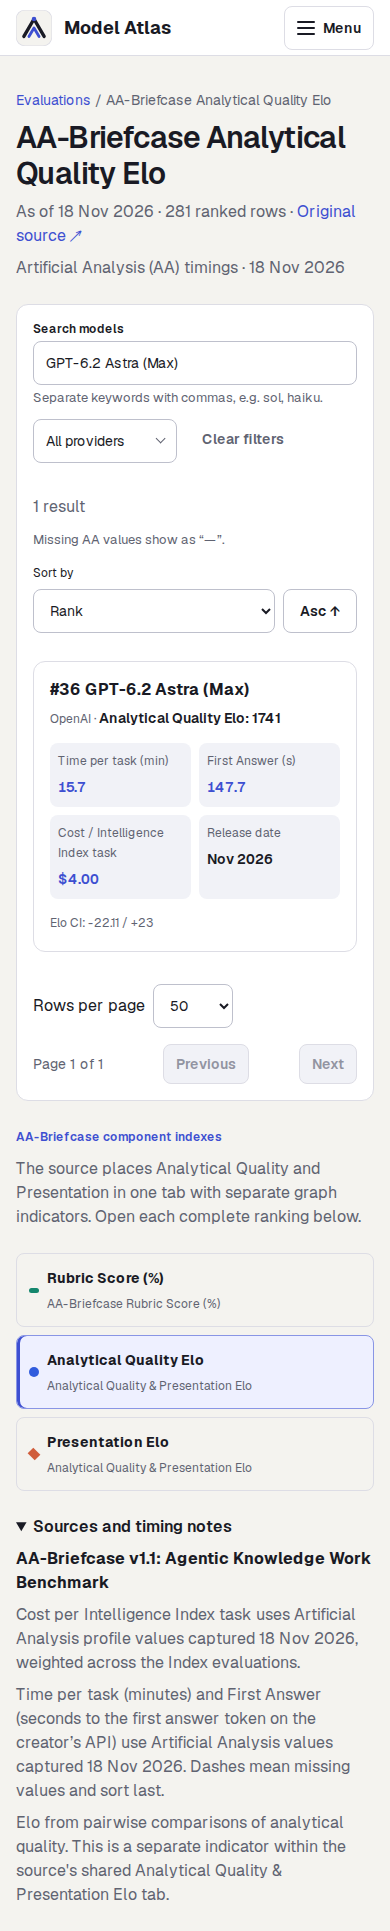 Model Atlas
Menu
Evaluations / AA-Briefcase Analytical Quality Elo
AA-Briefcase Analytical
Quality Elo
As of 18 Nov 2026 · 281 ranked rows · Original
source ↗
Artificial Analysis (AA) timings · 18 Nov 2026
Search models
GPT-6.2 Astra (Max)
Separate keywords with commas, e.g. sol, haiku.
All providers
Clear filters
1 result
Missing AA values show as “—”.
Sort by
Rank
Asc ↑
#36 GPT-6.2 Astra (Max)
OpenAI · Analytical Quality Elo: 1741
Time per task (min)
15.7
First Answer (s)
147.7
Cost / Intelligence
Index task
$4.00
Release date
Nov 2026
Elo CI: -22.11 / +23
Rows per page
50
Page 1 of 1
Previous
Next
AA-Briefcase component indexes
The source places Analytical Quality and
Presentation in one tab with separate graph
indicators. Open each complete ranking below.
Rubric Score (%)
AA-Briefcase Rubric Score (%)
Analytical Quality Elo
Analytical Quality & Presentation Elo
Presentation Elo
Analytical Quality & Presentation Elo
▼ Sources and timing notes
AA-Briefcase v1.1: Agentic Knowledge Work
Benchmark
Cost per Intelligence Index task uses Artificial
Analysis profile values captured 18 Nov 2026,
weighted across the Index evaluations.
Time per task (minutes) and First Answer
(seconds to the first answer token on the
creator’s API) use Artificial Analysis values
captured 18 Nov 2026. Dashes mean missing
values and sort last.
Elo from pairwise comparisons of analytical
quality. This is a separate indicator within the
source's shared Analytical Quality &
Presentation Elo tab.